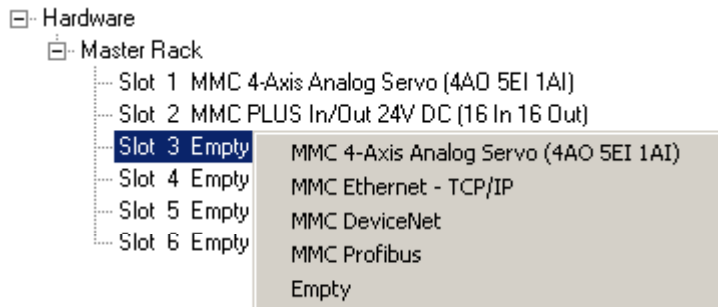 Hardware
Master Rack
Slot 1 MMC 4-Axis Analog Servo (4AO 5EI 1AI)
Slot 2 MMC PLUS In/Out 24V DC (16 In 16 Out)
Slot 3 Empty
Slot 4 Empty
Slot 5 Empty
Slot 6 Empty
MMC 4-Axis Analog Servo (4AO 5EI 1AI)
MMC Ethernet - TCP/IP
MMC DeviceNet
MMC Profibus
Empty